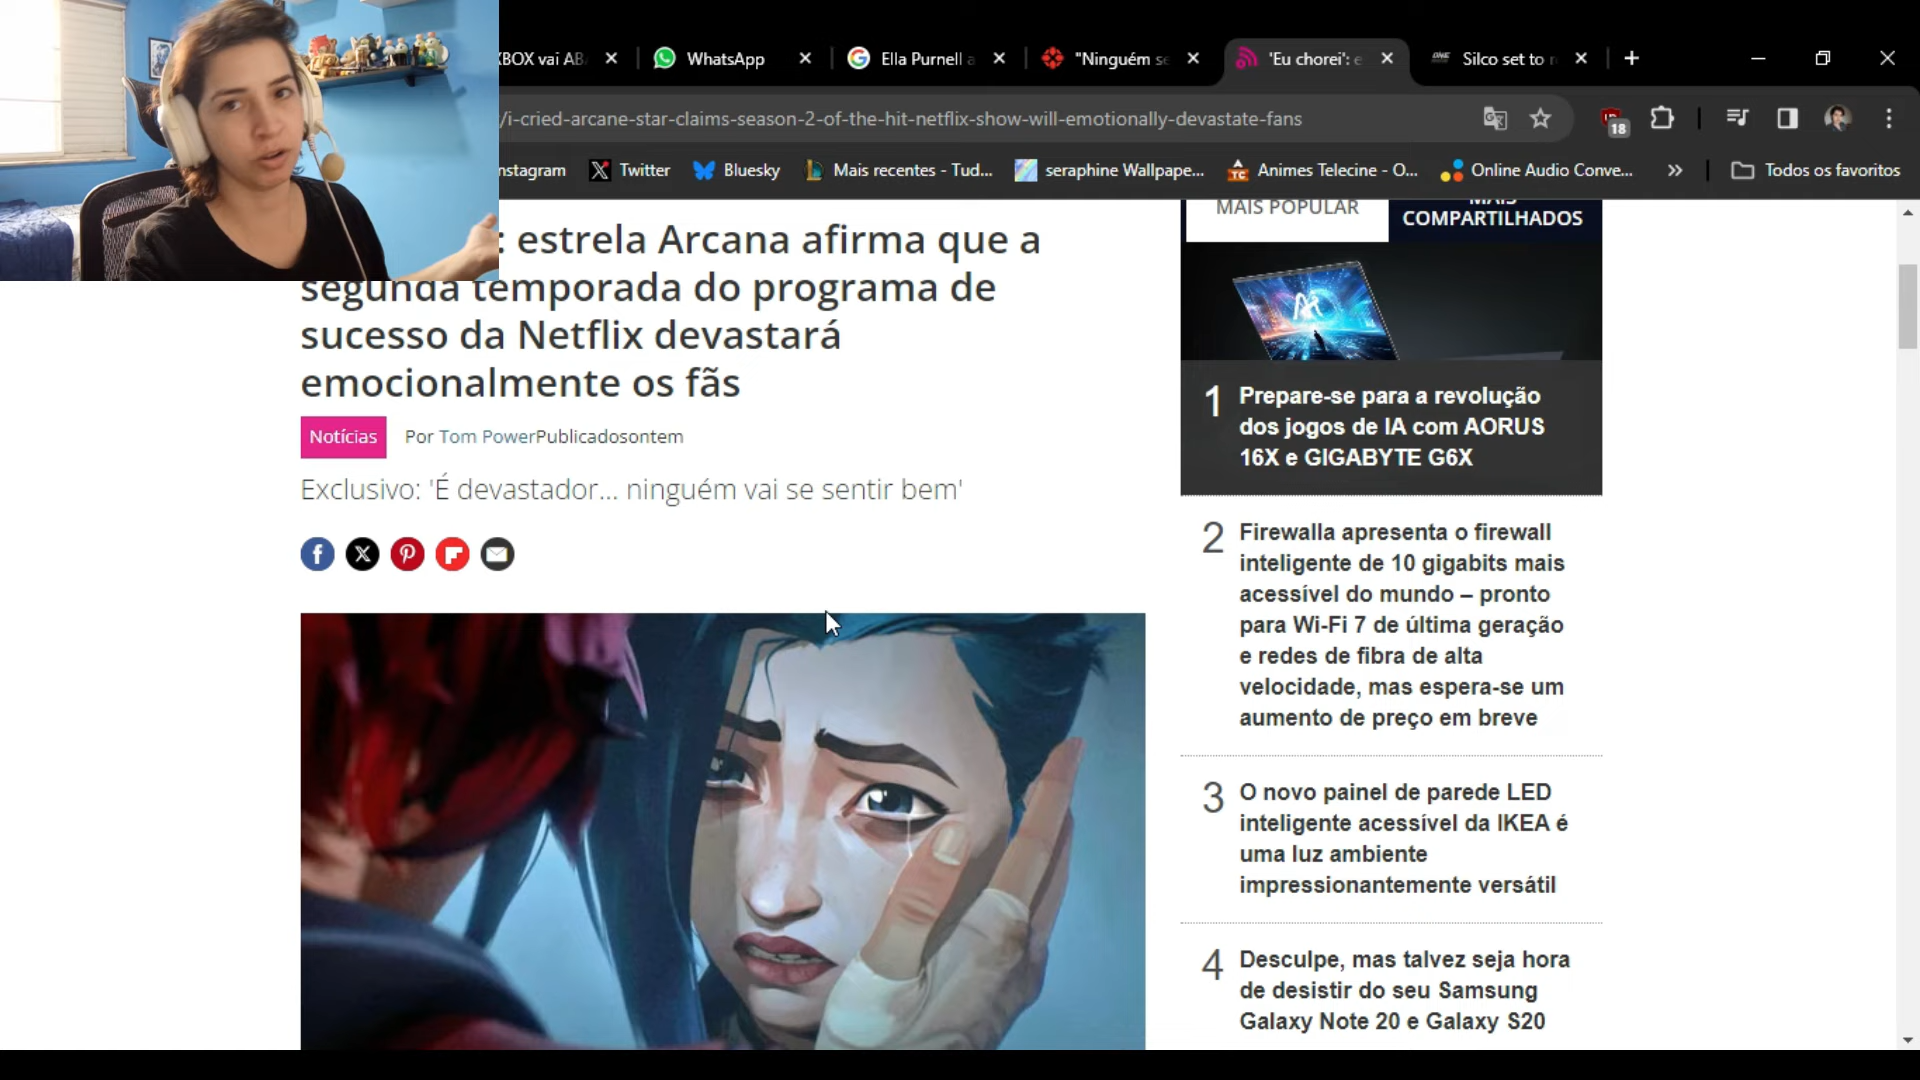 XBOX vai AB
WhatsApp
Ella Purnell a
"Ninguém se
'Eu chorei': e
Silco set to r
/i-cried-arcane-star-claims-season-2-of-the-hit-netflix-show-will-emotionally-devastate-fans
18
nstagram
Twitter
Bluesky
Mais recentes - Tud...
seraphine Wallpape...
Animes Telecine - O...
Online Audio Conve...
»
Todos os favoritos
: estrela Arcana afirma que a
segunda temporada do programa de
sucesso da Netflix devastará
emocionalmente os fãs
Notícias
Por Tom PowerPublicadosontem
Exclusivo: 'É devastador... ninguém vai se sentir bem'
MAIS POPULAR
MAIS
COMPARTILHADOS
1 Prepare-se para a revolução
dos jogos de IA com AORUS
16X e GIGABYTE G6X
2 Firewalla apresenta o firewall
inteligente de 10 gigabits mais
acessível do mundo – pronto
para Wi-Fi 7 de última geração
e redes de fibra de alta
velocidade, mas espera-se um
aumento de preço em breve
3 O novo painel de parede LED
inteligente acessível da IKEA é
uma luz ambiente
impressionantemente versátil
4 Desculpe, mas talvez seja hora
de desistir do seu Samsung
Galaxy Note 20 e Galaxy S20